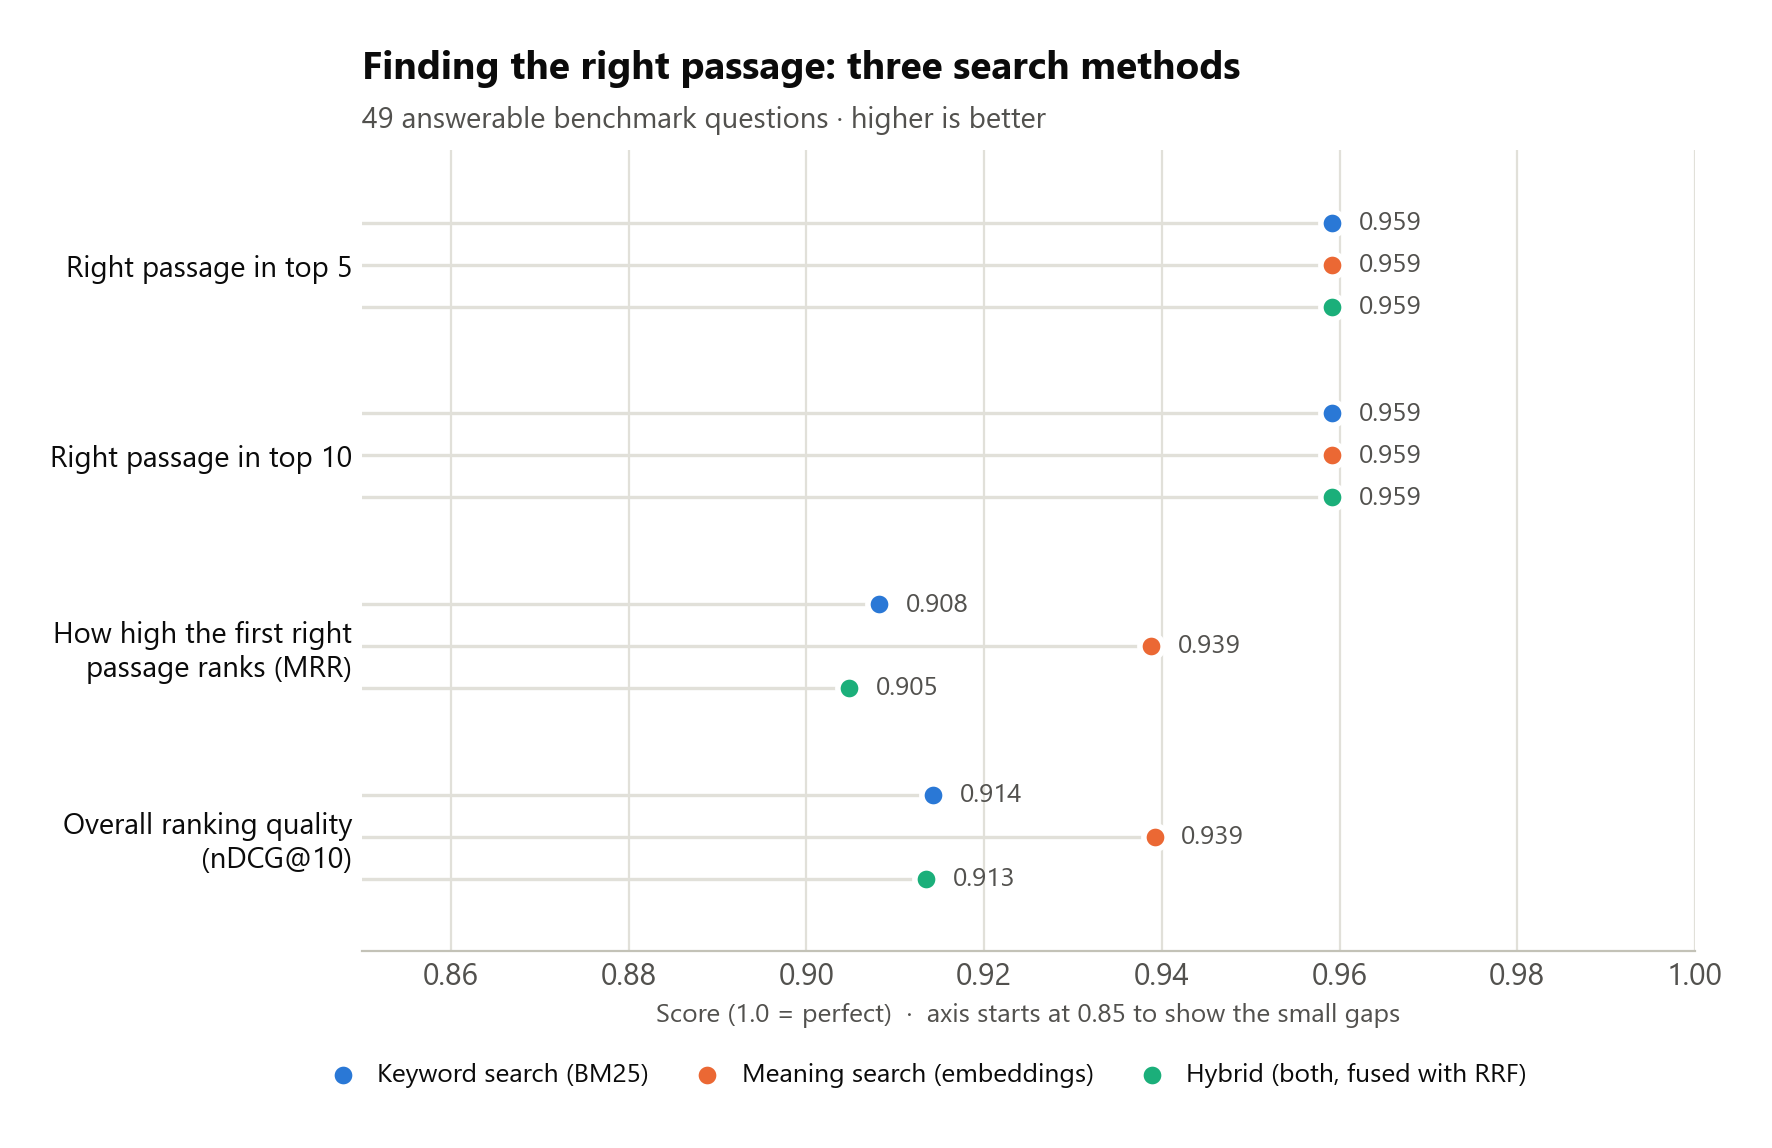 Finding the right passage: three search methods
49 answerable benchmark questions · higher is better
Right passage in top 5
0.959
0.959
0.959
Right passage in top 10
0.959
0.959
0.959
How high the first right
passage ranks (MRR)
0.908
0.939
0.905
Overall ranking quality
(nDCG@10)
0.914
0.939
0.913
0.86 0.88 0.90 0.92 0.94 0.96 0.98 1.00
Score (1.0 = perfect) · axis starts at 0.85 to show the small gaps
Keyword search (BM25) Meaning search (embeddings) Hybrid (both, fused with RRF)